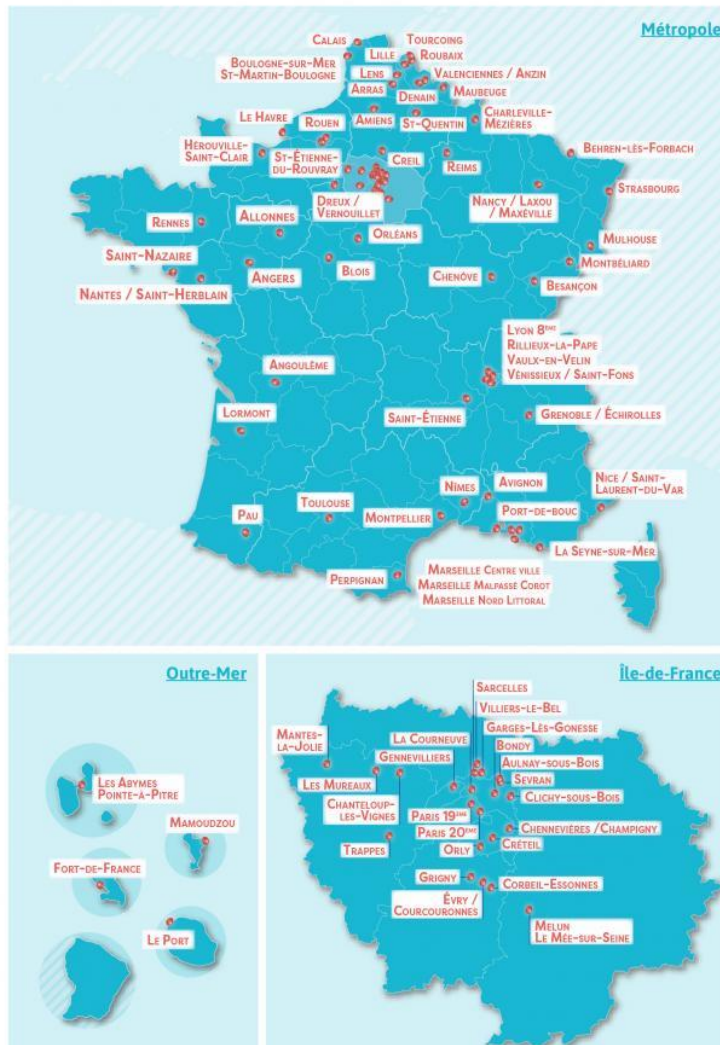 Métropole
Calais
Tourcoing
Lille
Roubaix
Boulogne-sur-Mer
St-Martin-Boulogne
Lens
Valenciennes / Anzin
Arras
Denain
Maubeuge
Le Havre
Rouen
Amiens
St-Quentin
Charleville-
Mézières
Hérouville-
Saint-Clair
St-Étienne-
du-Rouvray
Creil
Reims
Behren-lès-Forbach
Dreux /
Vernouillet
Nancy / Laxou
/ Maxéville
Strasbourg
Rennes
Allonnes
Orléans
Mulhouse
Saint-Nazaire
Angers
Blois
Chenôve
Montbéliard
Nantes / Saint-Herblain
Besançon
Lyon 8ème
Rillieux-la-Pape
Vaulx-en-Velin
Vénissieux / Saint-Fons
Angoulême
Lormont
Saint-Étienne
Grenoble / Échirolles
Nîmes
Avignon
Nice / Saint-
Laurent-du-Var
Pau
Toulouse
Montpellier
Port-de-bouc
La Seyne-sur-Mer
Perpignan
Marseille Centre ville
Marseille Malpassé Corot
Marseille Nord Littoral
Outre-Mer
Les Abymes
Pointe-à-Pitre
Mamoudzou
Fort-de-France
Le Port
Île-de-France
Sarcelles
Villiers-le-Bel
Garges-Lès-Gonesse
Mantes-
la-Jolie
La Courneuve
Bondy
Gennevilliers
Aulnay-sous-Bois
Les Mureaux
Sevran
Chanteloup-
les-Vignes
Clichy-sous-Bois
Paris 19ème
Paris 20ème
Chennevières /Champigny
Trappes
Orly
Créteil
Grigny
Corbeil-Essonnes
Évry /
Courcouronnes
Melun
Le Mée-sur-Seine